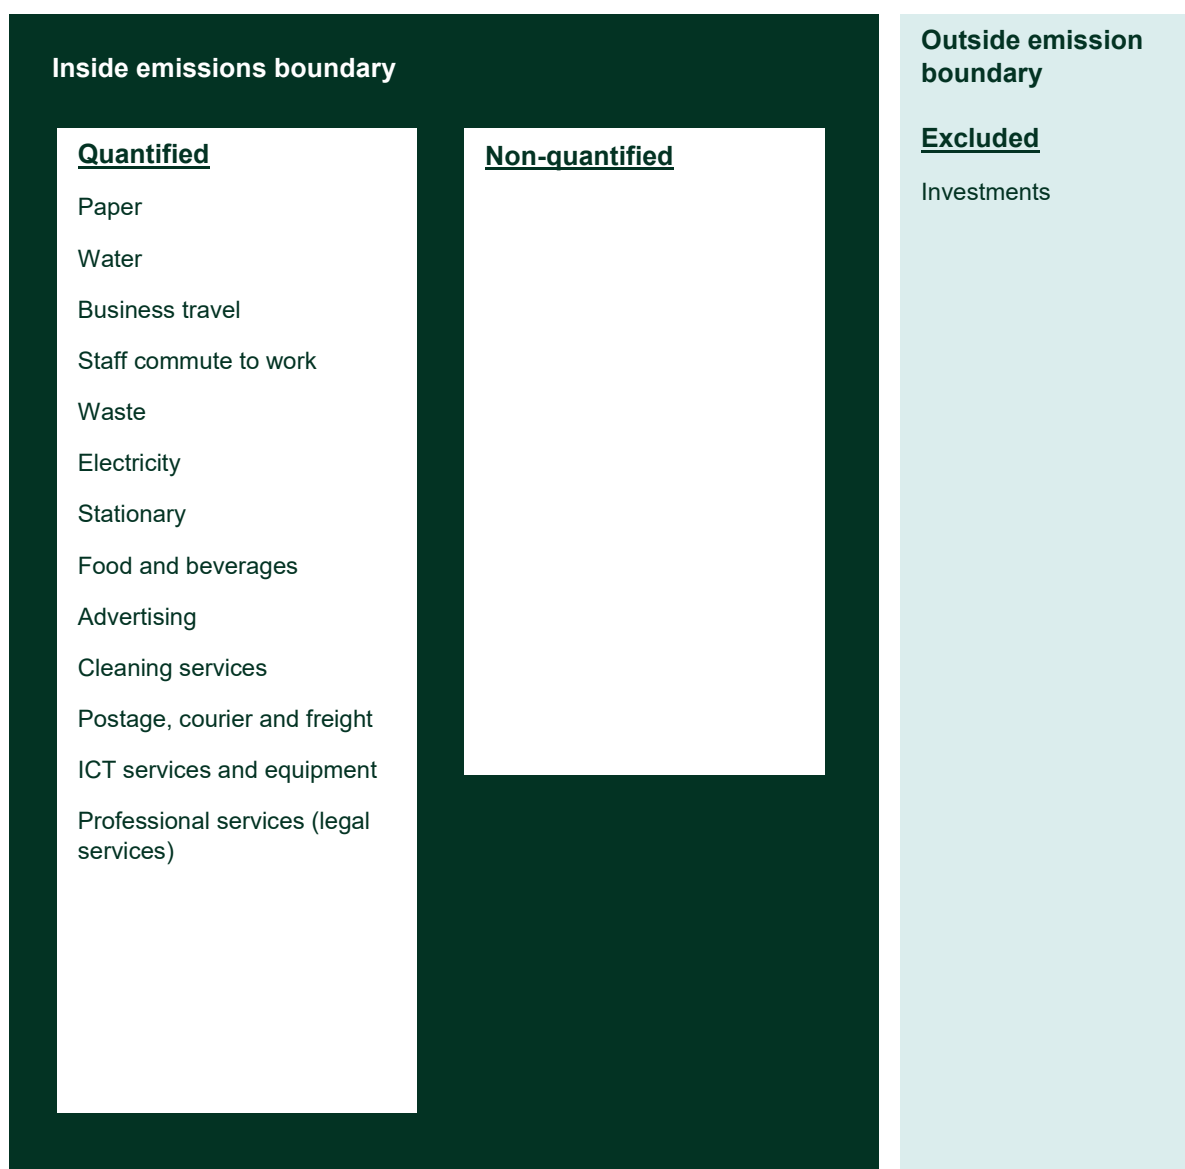 Inside emissions boundary
Quantified
Paper
Water
Business travel
Staff commute to work
Waste
Electricity
Stationary
Food and beverages
Advertising
Cleaning services
Postage, courier and freight
ICT services and equipment
Professional services (legal
services)
Non-quantified
Outside emission
boundary
Excluded
Investments